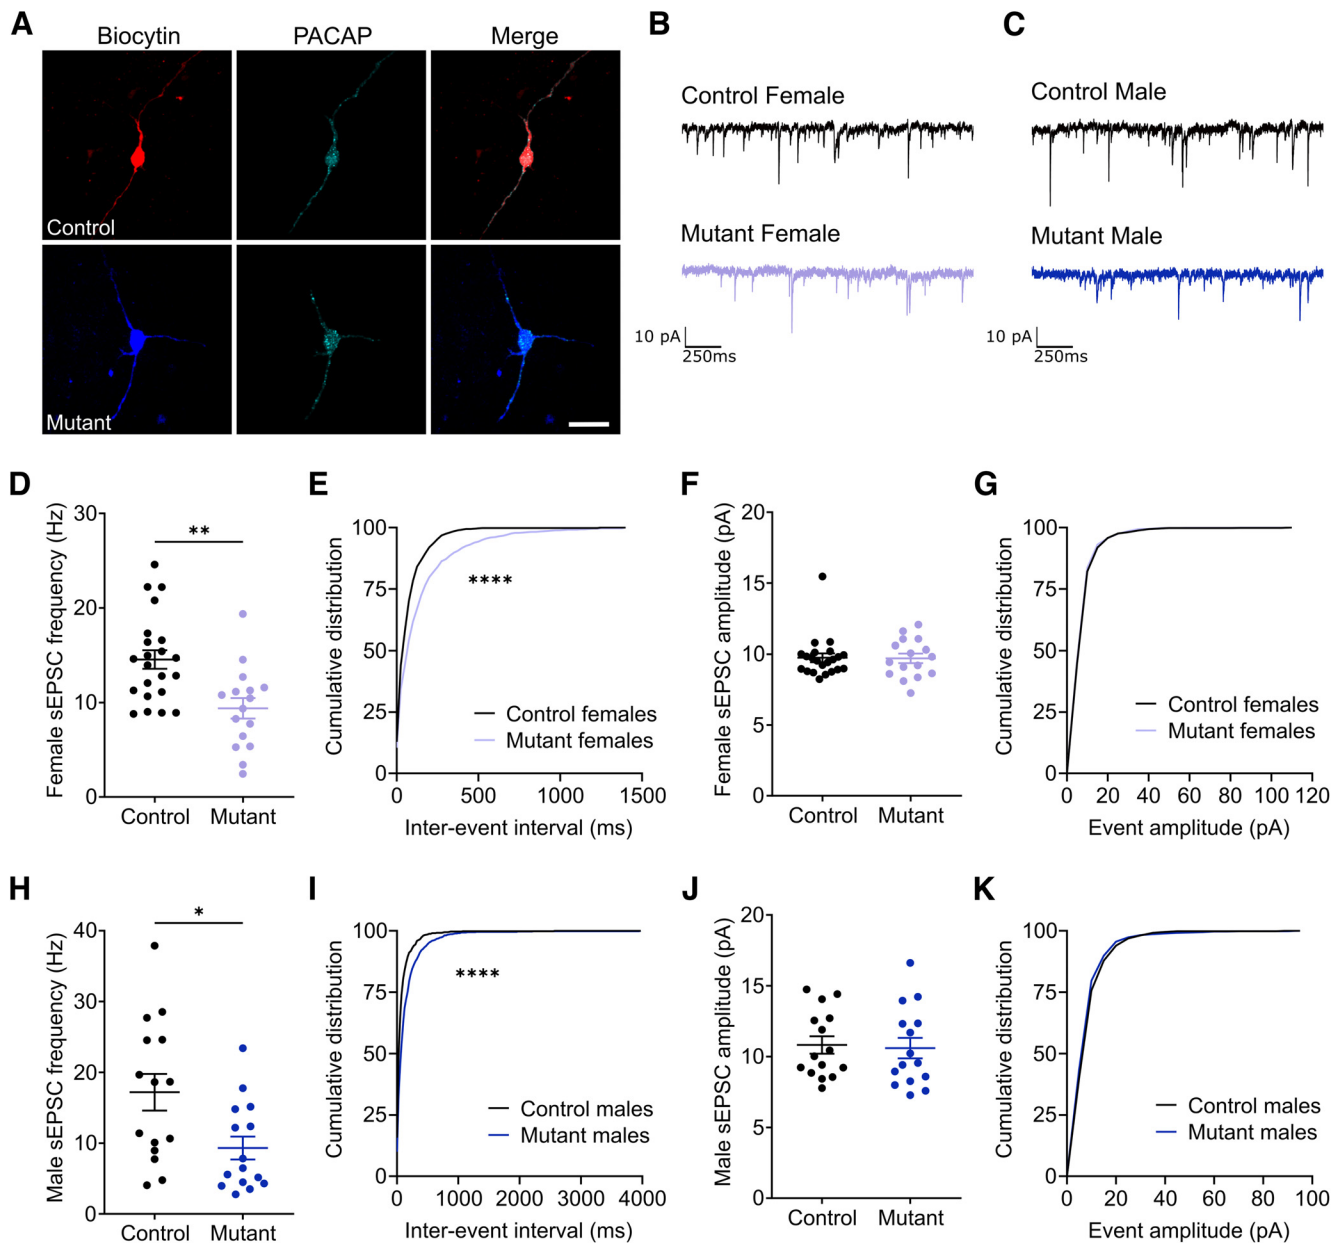 A
Biocytin
PACAP
Merge
Control
Mutant
B
Control Female
Mutant Female
10 pA
250ms
C
Control Male
Mutant Male
10 pA
250ms
D
Female sEPSC frequency (Hz)
30
20
10
0
**
Control
Mutant
E
Cumulative distribution
100
75
50
25
0
****
Control females
Mutant females
0
500
1000
1500
Inter-event interval (ms)
F
Female sEPSC amplitude (pA)
20
15
10
5
0
Control
Mutant
G
Cumulative distribution
100
75
50
25
0
Control females
Mutant females
0
20
40
60
80
100
120
Event amplitude (pA)
H
Male sEPSC frequency (Hz)
40
30
20
10
0
*
Control
Mutant
I
Cumulative distribution
100
75
50
25
0
****
Control males
Mutant males
0
1000
2000
3000
4000
Inter-event interval (ms)
J
Male sEPSC amplitude (pA)
20
15
10
5
0
Control
Mutant
K
Cumulative distribution
100
75
50
25
0
Control males
Mutant males
0
20
40
60
80
100
Event amplitude (pA)